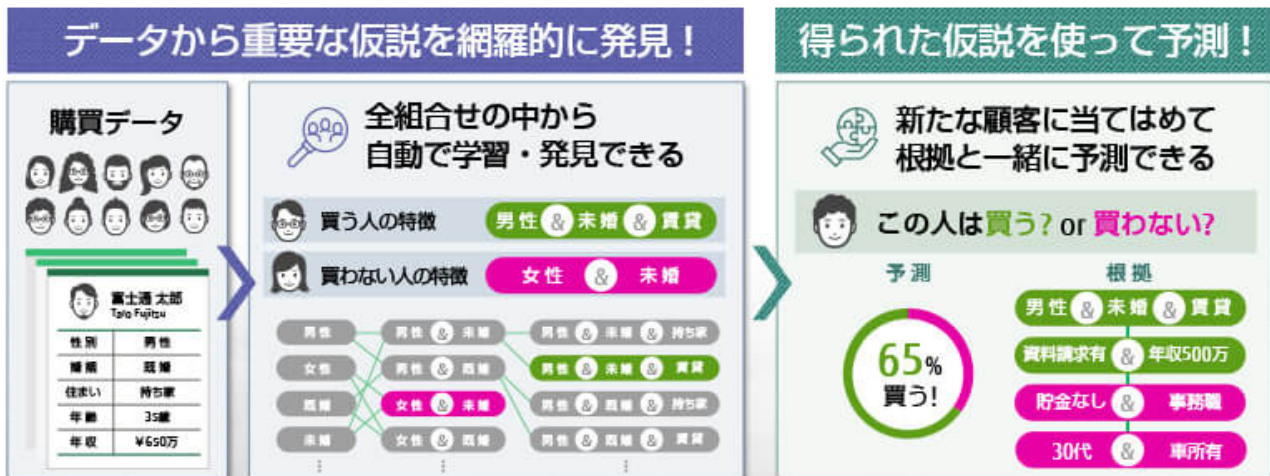 データから重要な仮説を網羅的に発見！
得られた仮説を使って予測！
購買データ
富士通 太郎
Taro Fujitsu
性別 男性
婚姻 既婚
住まい 持ち家
年齢 35歳
年収 ¥650万
全組合せの中から
自動で学習・発見できる
買う人の特徴 男性 & 未婚 & 賃貸
買わない人の特徴 女性 & 未婚
男性 男性 & 未婚 男性 & 未婚 & 持ち家
女性 男性 & 既婚 男性 & 未婚 & 賃貸
既婚 女性 & 未婚 男性 & 既婚 & 持ち家
未婚 女性 & 既婚 男性 & 既婚 & 賃貸
新たな顧客に当てはめて
根拠と一緒に予測できる
この人は買う? or 買わない?
予測
65%
買う!
根拠
男性 & 未婚 & 賃貸
資料請求有 & 年収500万
貯金なし & 事務職
30代 & 車所有